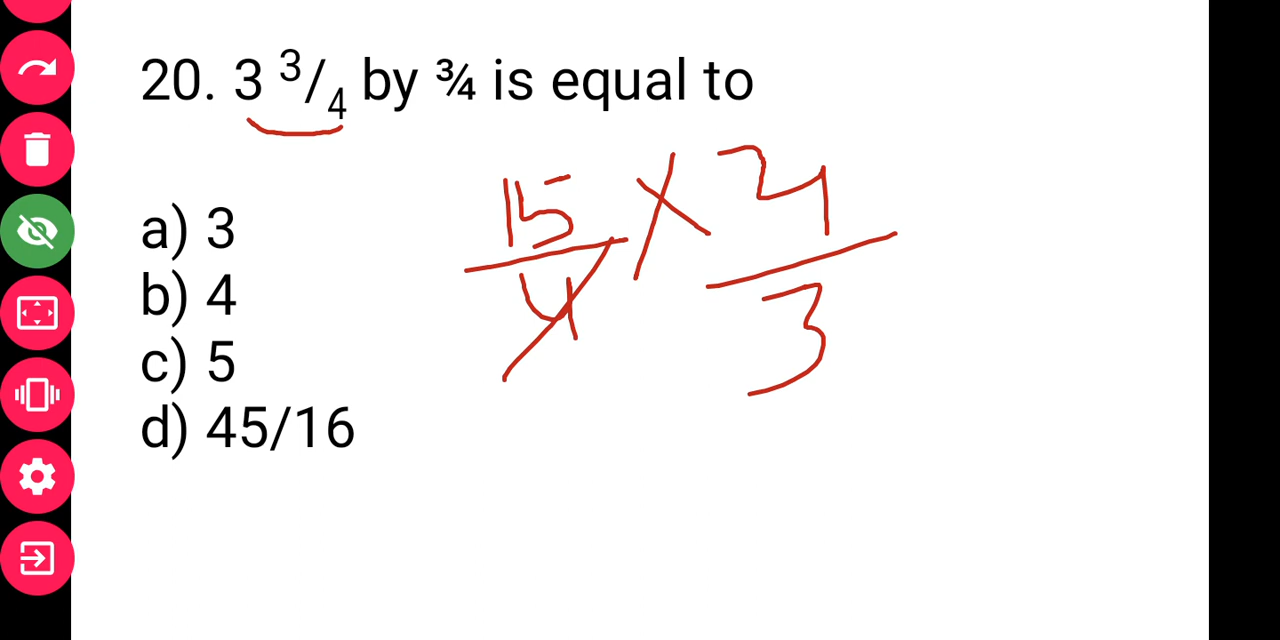 20. 3 3/4 by ¾ is equal to
15 × 4
4 3
a) 3
b) 4
c) 5
d) 45/16